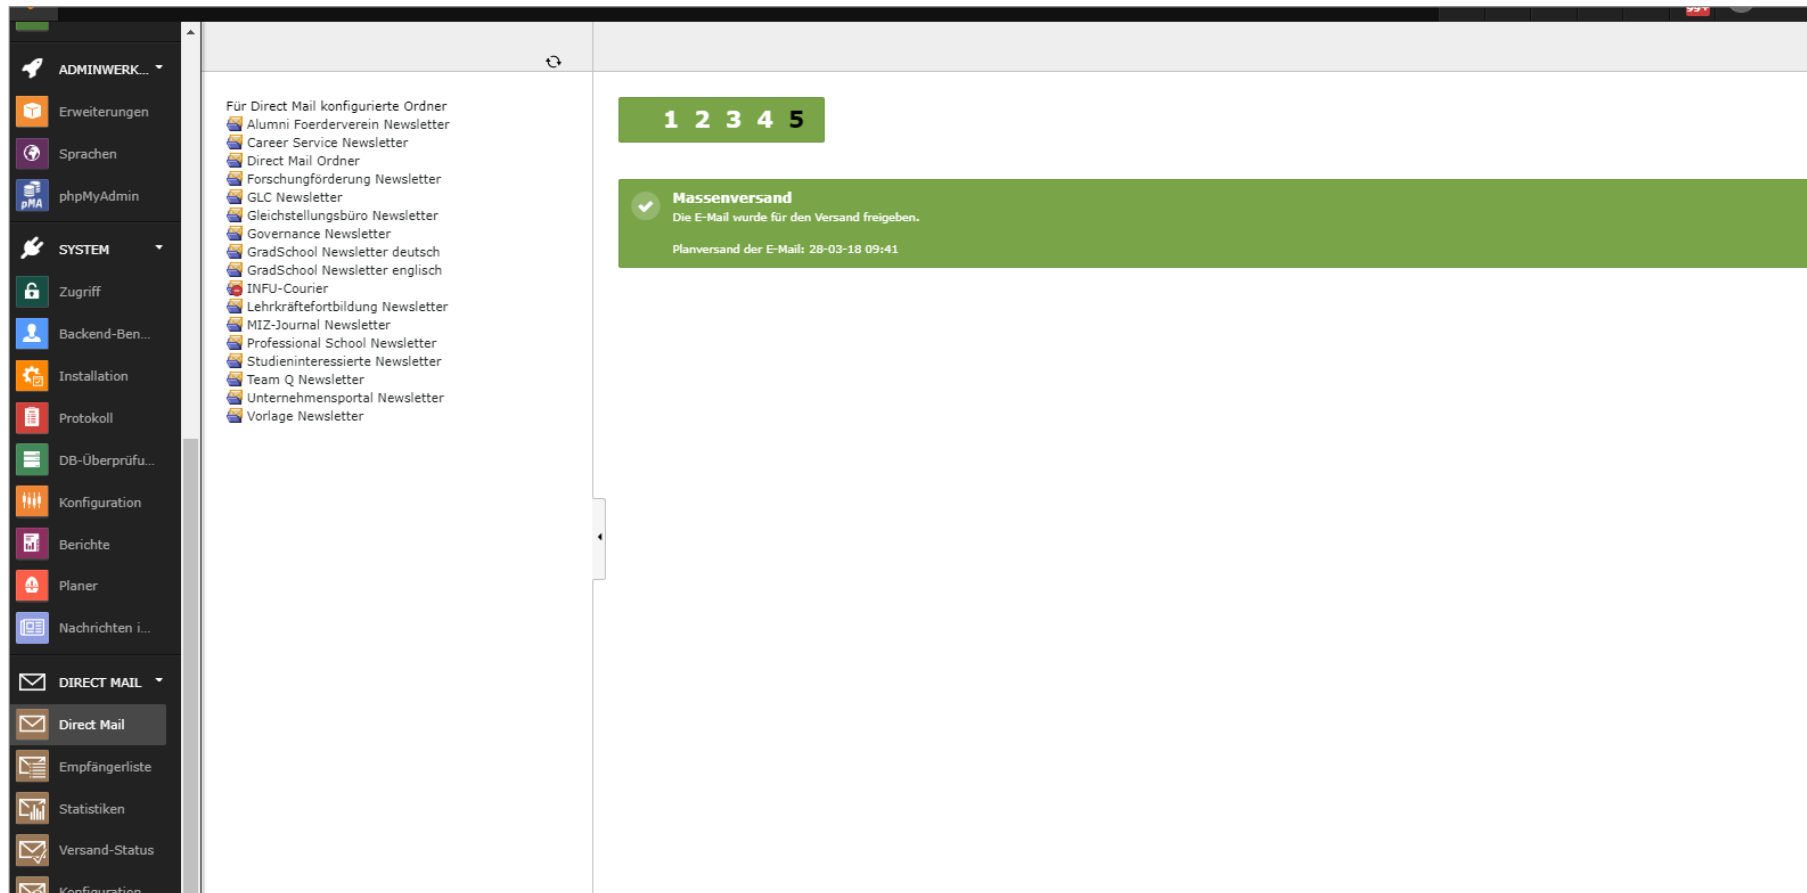 99+
ADMINWERK...
Erweiterungen
Sprachen
pMA
phpMyAdmin
SYSTEM
Zugriff
Backend-Ben...
Installation
Protokoll
DB-Überprüfu...
Konfiguration
Berichte
Planer
Nachrichten i...
DIRECT MAIL
Direct Mail
Empfängerliste
Statistiken
Versand-Status
Konfiguration
Für Direct Mail konfigurierte Ordner
Alumni Foerderverein Newsletter
Career Service Newsletter
Direct Mail Ordner
Forschungförderung Newsletter
GLC Newsletter
Gleichstellungsbüro Newsletter
Governance Newsletter
GradSchool Newsletter deutsch
GradSchool Newsletter englisch
INFU-Courier
Lehrkräftefortbildung Newsletter
MIZ-Journal Newsletter
Professional School Newsletter
Studieninteressierte Newsletter
Team Q Newsletter
Unternehmensportal Newsletter
Vorlage Newsletter
1 2 3 4 5
Massenversand
Die E-Mail wurde für den Versand freigeben.
Planversand der E-Mail: 28-03-18 09:41